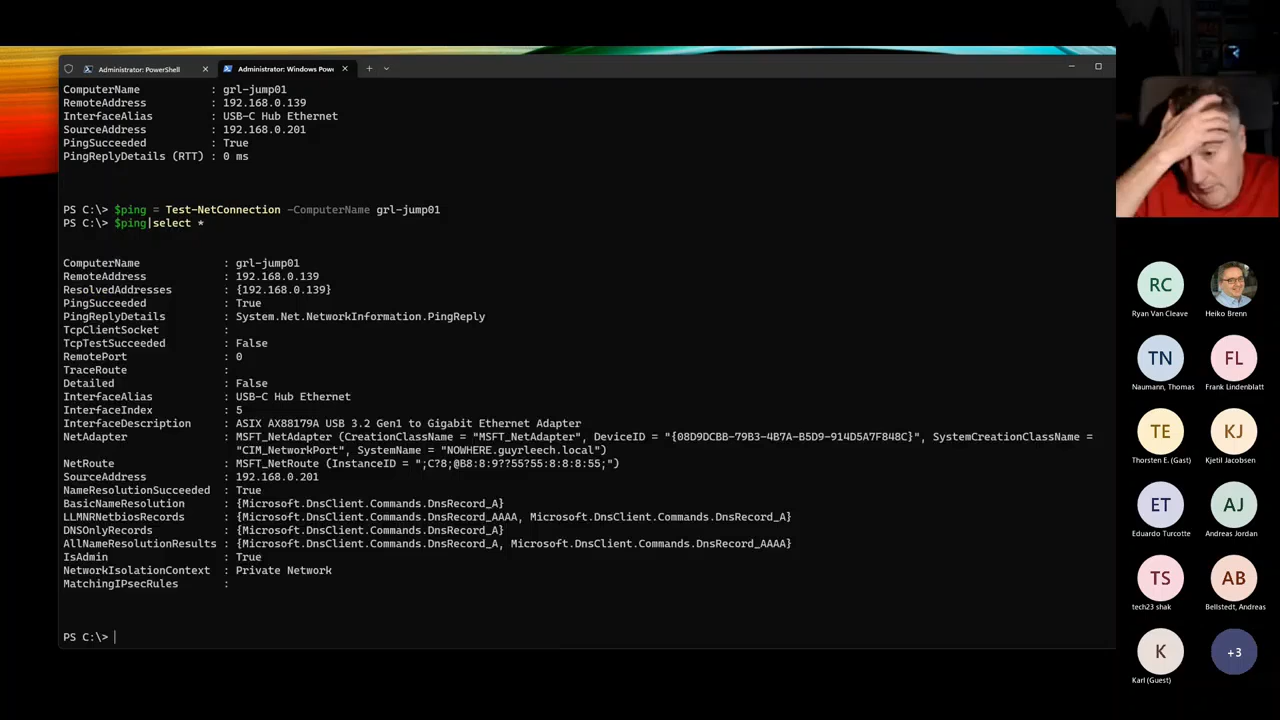 Administrator: PowerShell
Administrator: Windows Pow
ComputerName : grl-jump01
RemoteAddress : 192.168.0.139
InterfaceAlias : USB-C Hub Ethernet
SourceAddress : 192.168.0.201
PingSucceeded : True
PingReplyDetails (RTT) : 0 ms
PS C:\> $ping = Test-NetConnection -ComputerName grl-jump01
PS C:\> $ping|select *
ComputerName : grl-jump01
RemoteAddress : 192.168.0.139
ResolvedAddresses : {192.168.0.139}
PingSucceeded : True
PingReplyDetails : System.Net.NetworkInformation.PingReply
TcpClientSocket :
TcpTestSucceeded : False
RemotePort : 0
TraceRoute :
Detailed : False
InterfaceAlias : USB-C Hub Ethernet
InterfaceIndex : 5
InterfaceDescription : ASIX AX88179A USB 3.2 Gen1 to Gigabit Ethernet Adapter
NetAdapter : MSFT_NetAdapter (CreationClassName = "MSFT_NetAdapter", DeviceID = "{08D9DCBB-79B3-4B7A-B5D9-914D5A7F848C}", SystemCreationClassName =
"CIM_NetworkPort", SystemName = "NOWHERE.guyrleech.local")
NetRoute : MSFT_NetRoute (InstanceID = ";C?8;@B8:8:9??55?55:8:8:8:55;")
SourceAddress : 192.168.0.201
NameResolutionSucceeded : True
BasicNameResolution : {Microsoft.DnsClient.Commands.DnsRecord_A}
LLMNRNetbiosRecords : {Microsoft.DnsClient.Commands.DnsRecord_AAAA, Microsoft.DnsClient.Commands.DnsRecord_A}
DNSOnlyRecords : {Microsoft.DnsClient.Commands.DnsRecord_A}
AllNameResolutionResults : {Microsoft.DnsClient.Commands.DnsRecord_A, Microsoft.DnsClient.Commands.DnsRecord_AAAA}
IsAdmin : True
NetworkIsolationContext : Private Network
MatchingIPsecRules :
PS C:\>
RC
Ryan Van Cleave
Heiko Brenn
TN
Naumann, Thomas
FL
Frank Lindenblatt
TE
Thorsten E. (Gast)
KJ
Kjetil Jacobsen
ET
Eduardo Turcotte
AJ
Andreas Jordan
TS
tech23 shak
AB
Bellstedt, Andreas
K
Karl (Guest)
+3